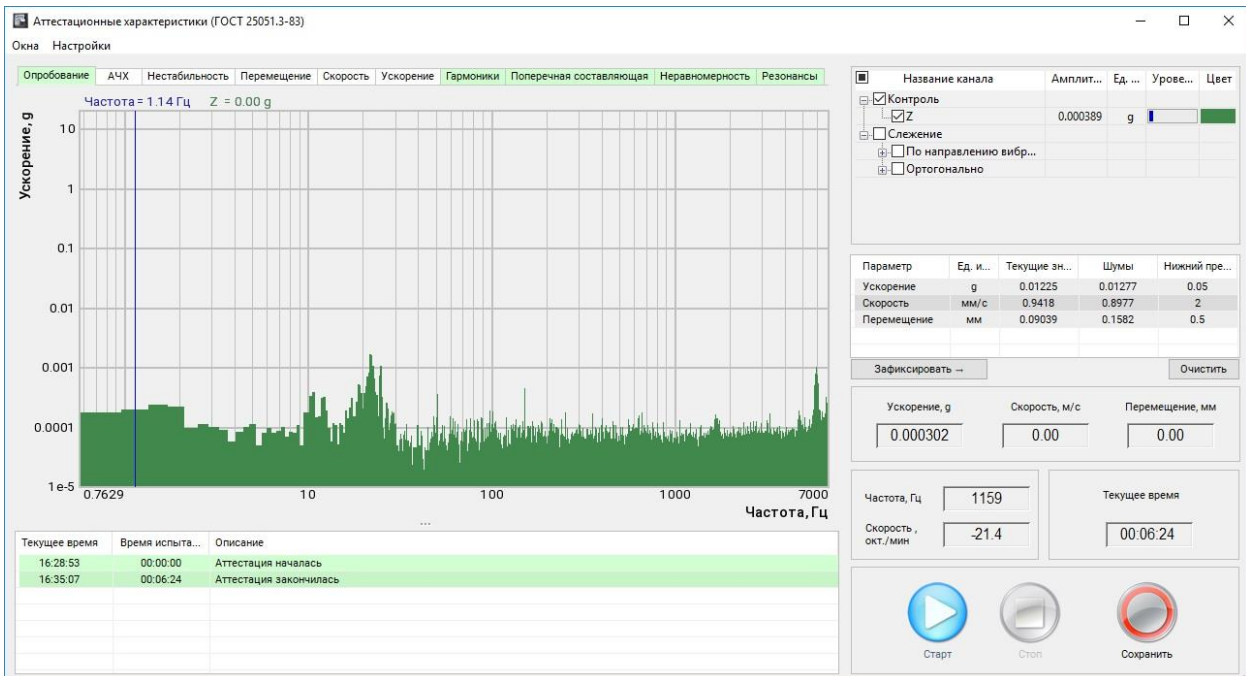 Аттестационные характеристики (ГОСТ 25051.3-83)
Окна Настройки
Опробование АЧХ Нестабильность Перемещение Скорость Ускорение Гармоники Поперечная составляющая Неравномерность Резонансы
Частота = 1.14 Гц Z = 0.00 g
Ускорение, g
10
1
0.1
0.01
0.001
0.0001
1e-5
0.7629 10 100 1000 7000
Частота, Гц
...
Текущее время Время испыта... Описание
16:28:53 00:00:00 Аттестация началась
16:35:07 00:06:24 Аттестация закончилась
Название канала Амплит... Ед. ... Урове... Цвет
Контроль
Z 0.000389 g
Слежение
По направлению вибр...
Ортогонально
Параметр Ед. и... Текущие зн... Шумы Нижний пре...
Ускорение g 0.01225 0.01277 0.05
Скорость мм/с 0.9418 0.8977 2
Перемещение мм 0.09039 0.1582 0.5
Зафиксировать → Очистить
Ускорение, g Скорость, м/с Перемещение, мм
0.000302 0.00 0.00
Частота, Гц 1159
Скорость , окт./мин -21.4
Текущее время
00:06:24
Старт Стоп Сохранить